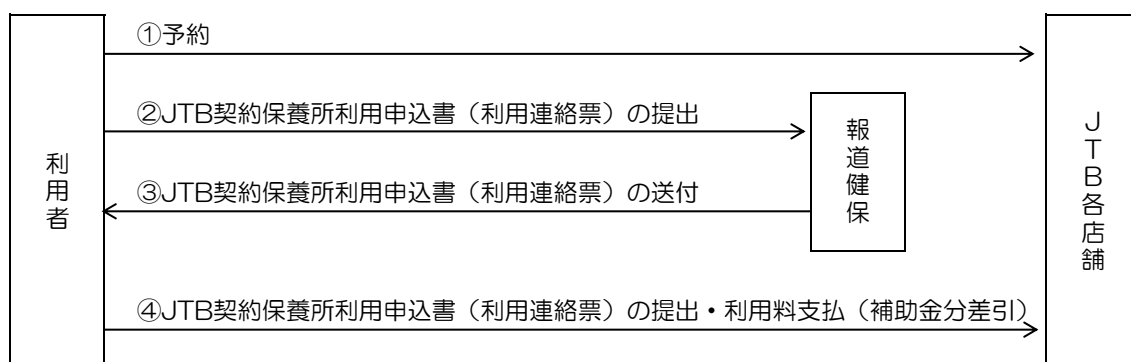 ①予約
②JTB契約保養所利用申込書（利用連絡票）の提出
③JTB契約保養所利用申込書（利用連絡票）の送付
④JTB契約保養所利用申込書（利用連絡票）の提出・利用料支払（補助金分差引）
利用者
報道健保
JTB各店舗